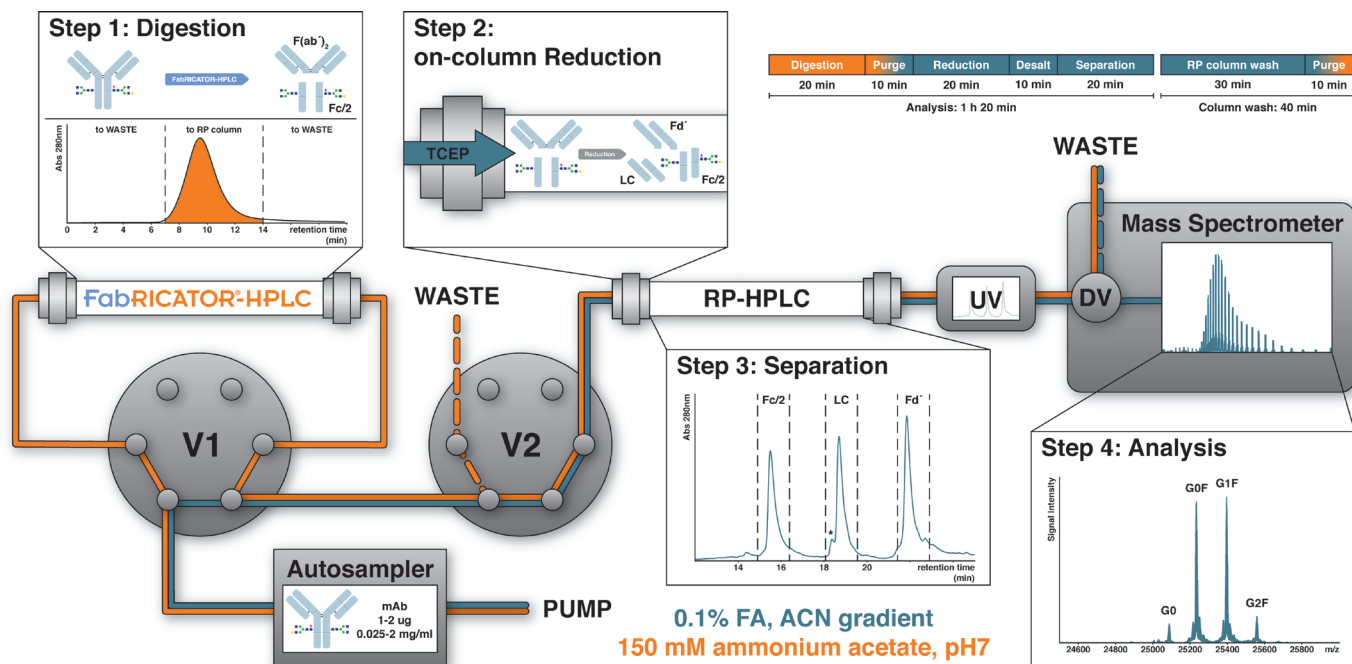 Step 1: Digestion
F(ab´)2
FabRICATOR-HPLC
Fc/2
to WASTE
to RP column
to WASTE
Abs 280nm
0
2
4
6
8
10
12
14
retention time
(min)
Step 2:
on-column Reduction
TCEP
Reduction
Fd´
LC
Fc/2
Digestion
Purge
Reduction
Desalt
Separation
RP column wash
Purge
20 min
10 min
20 min
10 min
20 min
30 min
10 min
Analysis: 1 h 20 min
Column wash: 40 min
WASTE
Mass Spectrometer
FabRICATOR®-HPLC
WASTE
RP-HPLC
UV
DV
V1
V2
Step 3: Separation
Abs 280nm
Fc/2
LC
Fd´
*
14
16
18
20
22
retention time
(min)
Step 4: Analysis
Signal intensity
G0
G0F
G1F
G2F
24600
24800
25000
25200
25400
25600
25800
m/z
Autosampler
mAb
1-2 ug
0.025-2 mg/ml
PUMP
0.1% FA, ACN gradient
150 mM ammonium acetate, pH7